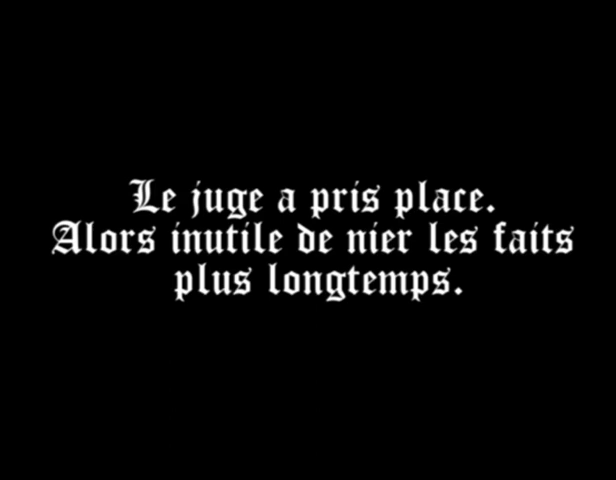 Le juge a pris place.
Alors inutile de nier les faits
plus longtemps.